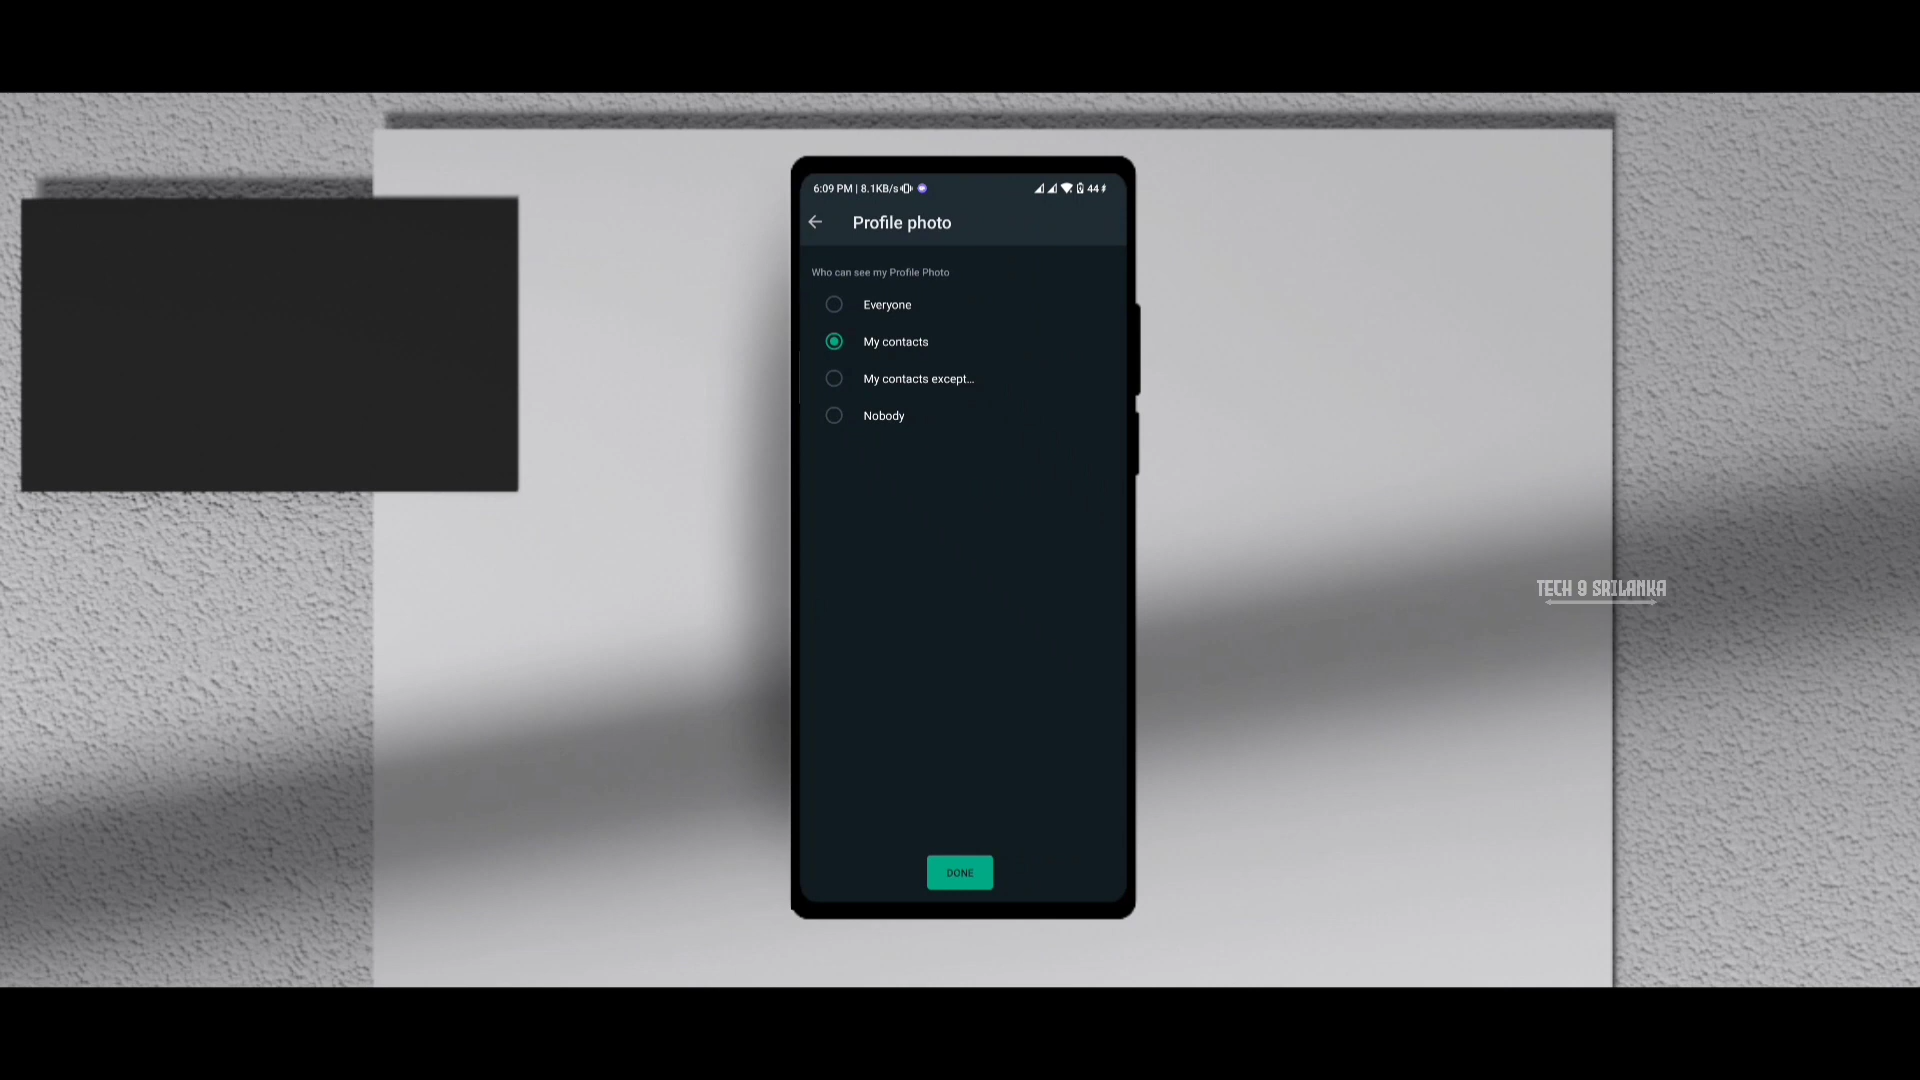 6:09 PM | 8.1KB/s 44
Profile photo
Who can see my Profile Photo
Everyone
My contacts
My contacts except...
Nobody
TECH 9 SRILANKA
DONE